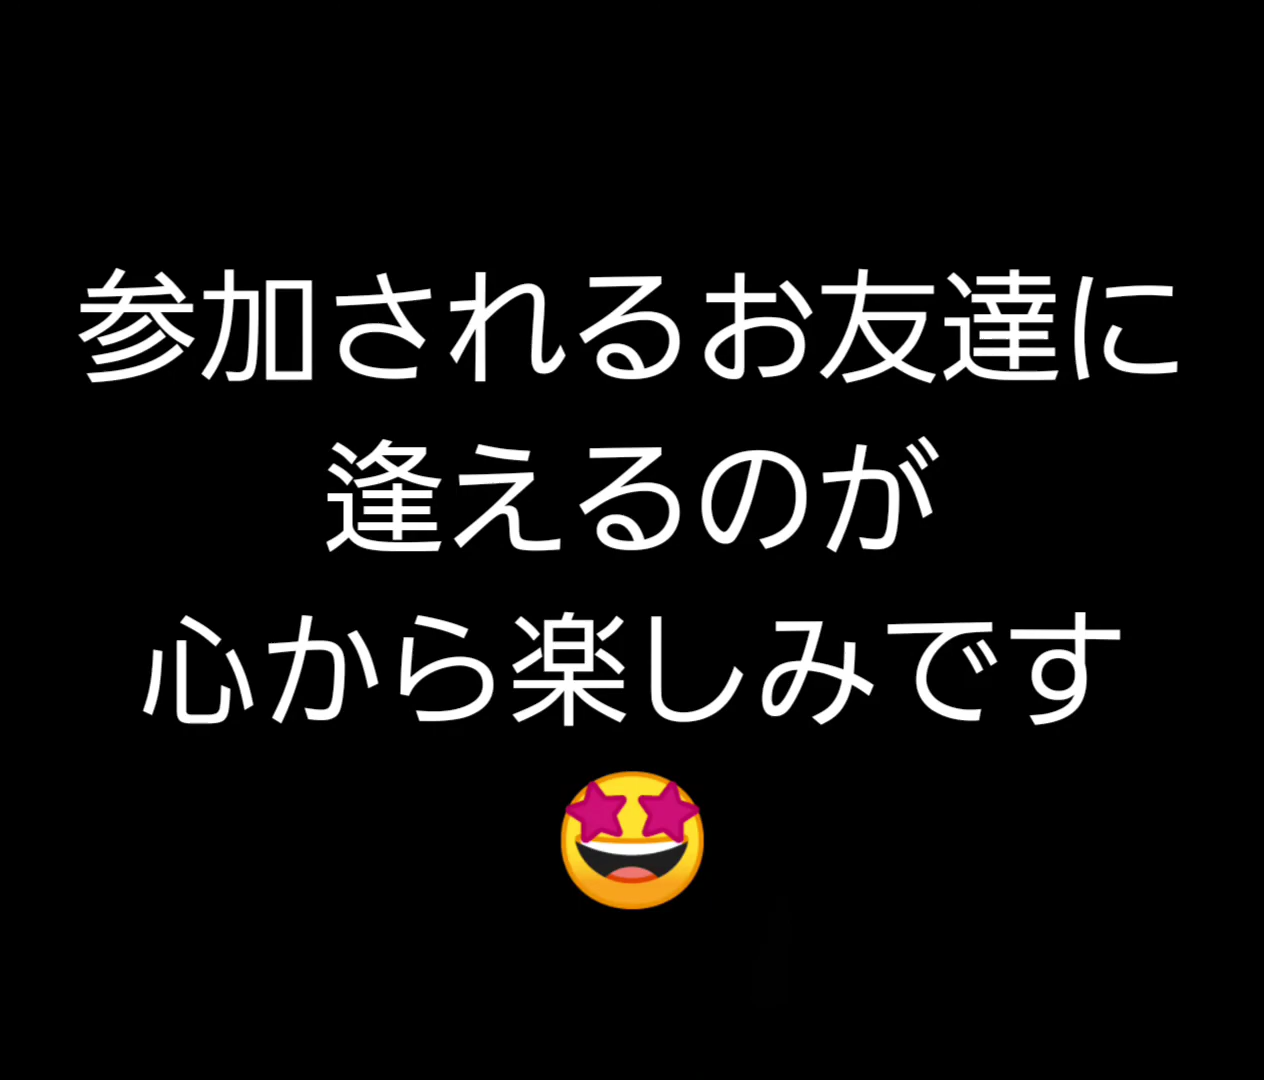 参加されるお友達に
逢えるのが
心から楽しみです
🤩